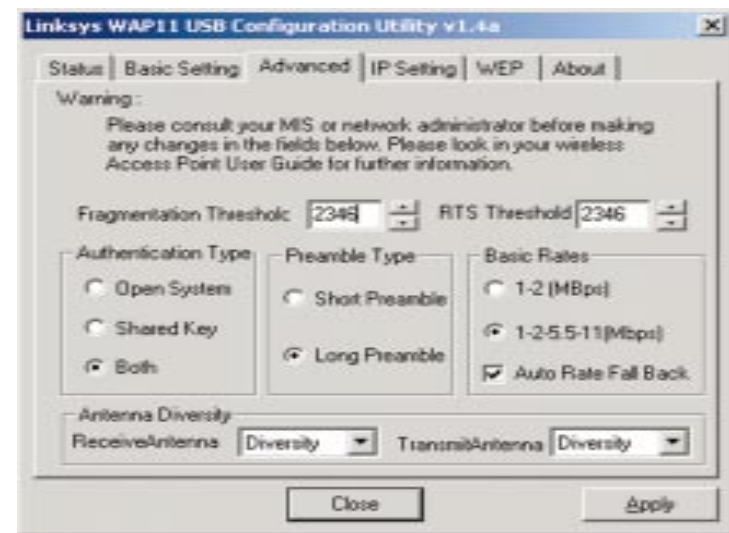 Linksys WAP11 USB Configuration Utility v1.4a
Status Basic Setting Advanced IP Setting WEP About
Warning :
Please consult your MIS or network administrator before making
any changes in the fields below. Please look in your wireless
Access Point User Guide for further information.
Fragmentation Threshold 2346 RTS Threshold 2346
Authentication Type Preamble Type Basic Rates
Open System Short Preamble 1-2 (MBps)
Shared Key Long Preamble 1-2-5.5-11(Mbps)
Both Auto Rate Fall Back
Antenna Diversity
ReceiveAntenna Diversity TransmitAntenna Diversity
Close Apply